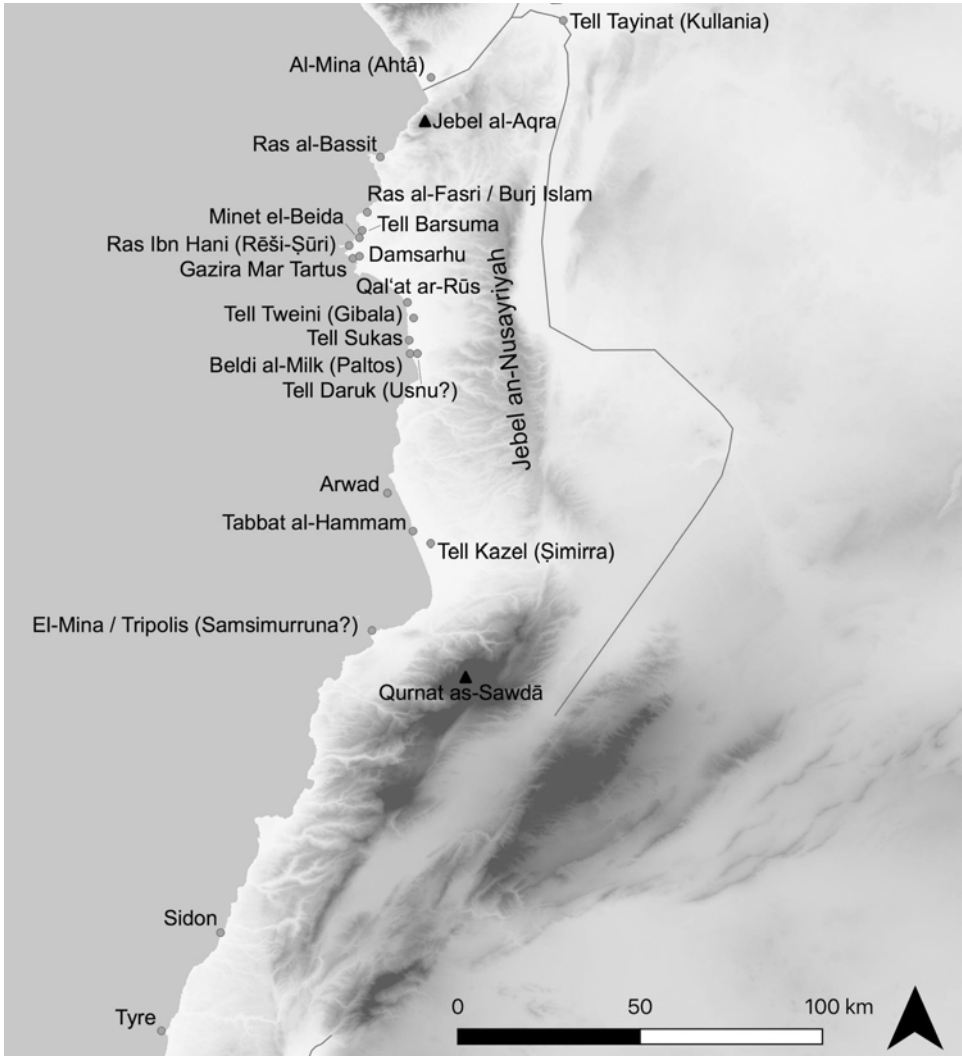 Tell Tayinat (Kullania)
Al-Mina (Ahtâ)
Jebel al-Aqra
Ras al-Bassit
Ras al-Fasri / Burj Islam
Minet el-Beida
Tell Barsuma
Ras Ibn Hani (Rēši-Ṣūri)
Damsarhu
Gazira Mar Tartus
Qal‘at ar-Rūs
Tell Tweini (Gibala)
Tell Sukas
Beldi al-Milk (Paltos)
Tell Daruk (Usnu?)
Jebel an-Nusayriyah
Arwad
Tabbat al-Hammam
Tell Kazel (Ṣimirra)
El-Mina / Tripolis (Samsimurruna?)
Qurnat as-Sawdā
Sidon
Tyre
0 50 100 km